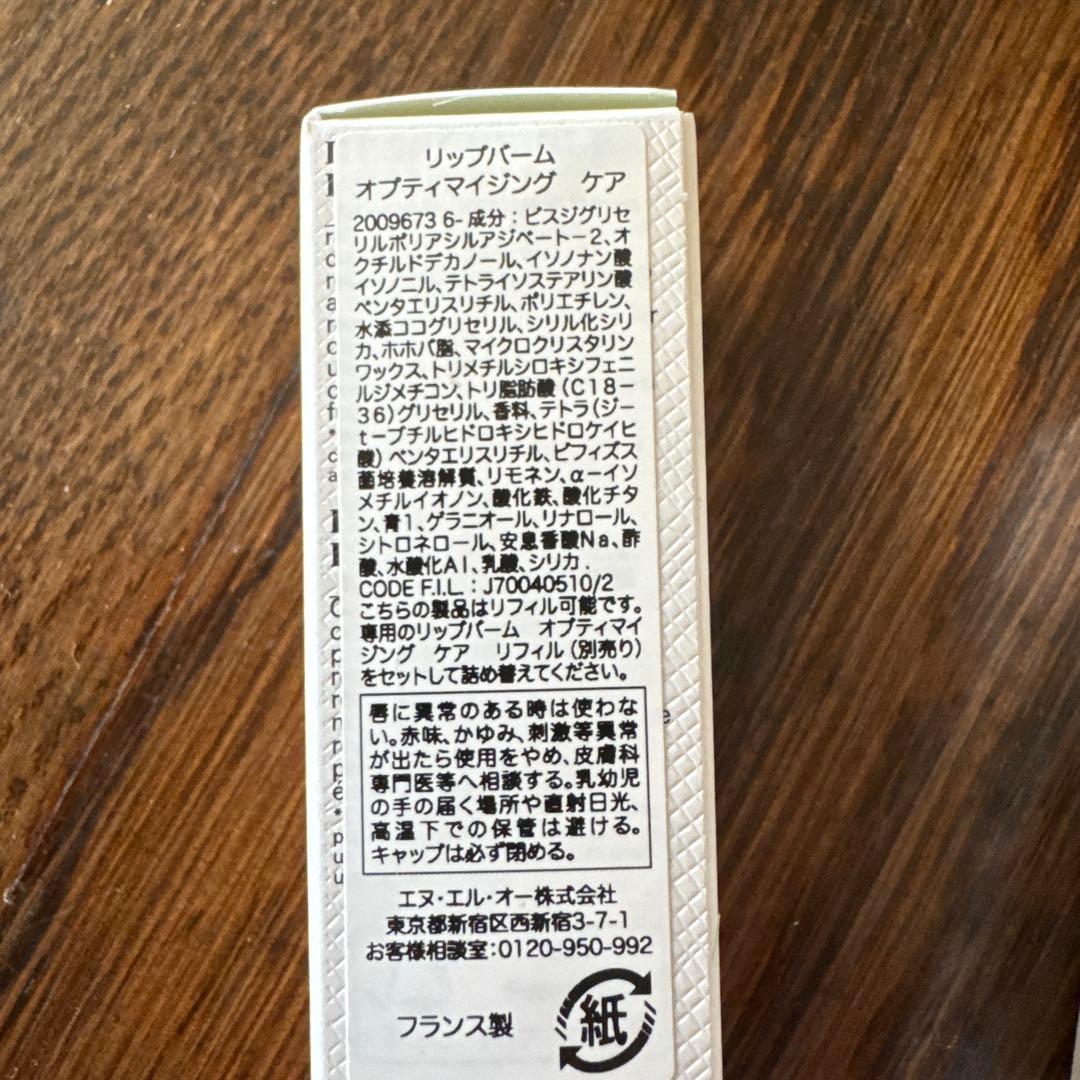 リップバーム
オプティマイジング　ケア
2009673 6- 成分：ビスジグリセ
リルポリアシルアジペート－2、オ
クチルドデカノール、イソノナン酸
イソノニル、テトライソステアリン酸
ペンタエリスリチル、ポリエチレン、
水添ココグリセリル、シリル化シリ
カ、ホホバ脂、マイクロクリスタリン
ワックス、トリメチルシロキシフェニ
ルジメチコン、トリ脂肪酸（C18－
36）グリセリル、香料、テトラ（ジー
t－ブチルヒドロキシヒドロケイヒ
酸）ペンタエリスリチル、ビフィズス
菌培養溶解質、リモネン、α－イソ
メチルイオノン、酸化鉄、酸化チタ
ン、青1、ゲラニオール、リナロール、
シトロネロール、安息香酸Na、酢
酸、水酸化Al、乳酸、シリカ．
CODE F.I.L. : J70040510/2
こちらの製品はリフィル可能です。
専用のリップバーム　オプティマイ
ジング　ケア　リフィル（別売り）
をセットして詰め替えてください。
唇に異常のある時は使わな
い。赤味、かゆみ、刺激等異常
が出たら使用をやめ、皮膚科
専門医等へ相談する。乳幼児
の手の届く場所や直射日光、
高温下での保管は避ける。
キャップは必ず閉める。
エヌ・エル・オー株式会社
東京都新宿区西新宿3-7-1
お客様相談室：0120-950-992
フランス製
紙